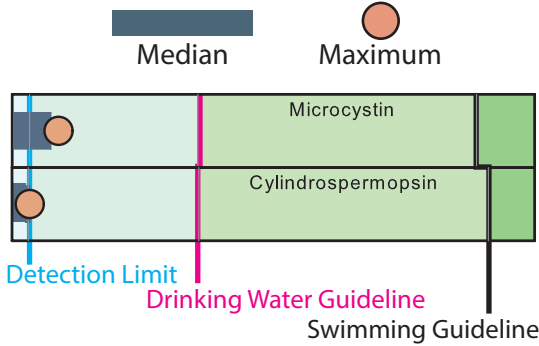 Median
Maximum
Microcystin
Cylindrospermopsin
Detection Limit
Drinking Water Guideline
Swimming Guideline